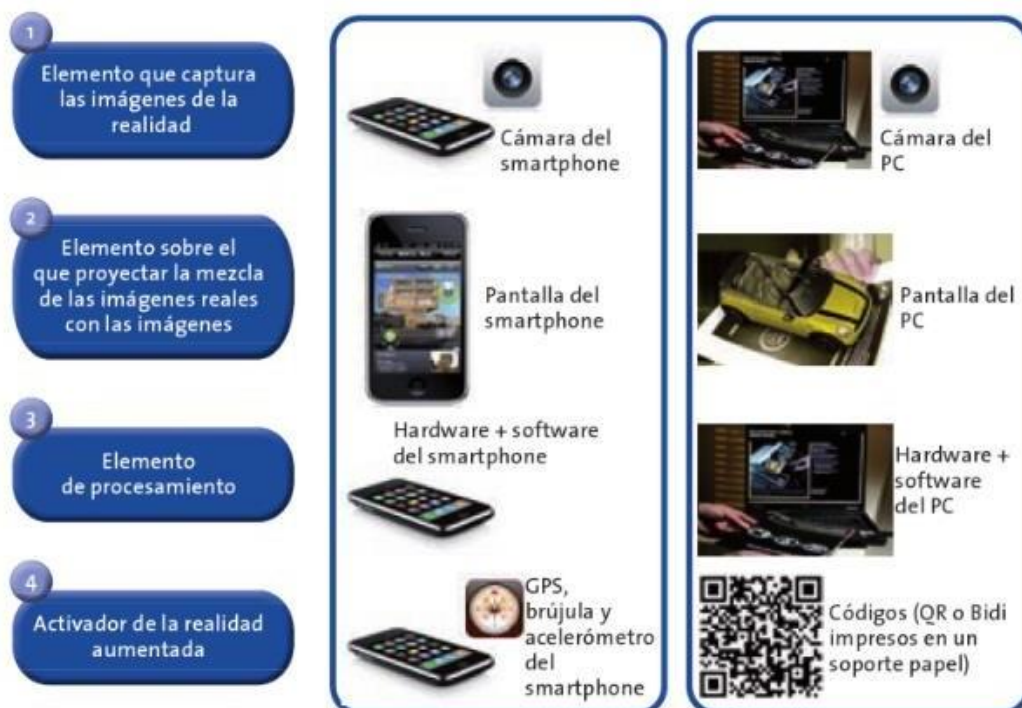 1
Elemento que captura
las imágenes de la
realidad
Cámara del
smartphone
Cámara del
PC
2
Elemento sobre el
que proyectar la mezcla
de las imágenes reales
con las imágenes
Pantalla del
smartphone
Pantalla del
PC
3
Elemento
de procesamiento
Hardware + software
del smartphone
Hardware +
software
del PC
4
Activador de la realidad
aumentada
GPS,
brújula y
acelerómetro
del
smartphone
Códigos (QR o Bidi
impresos en un
soporte papel)